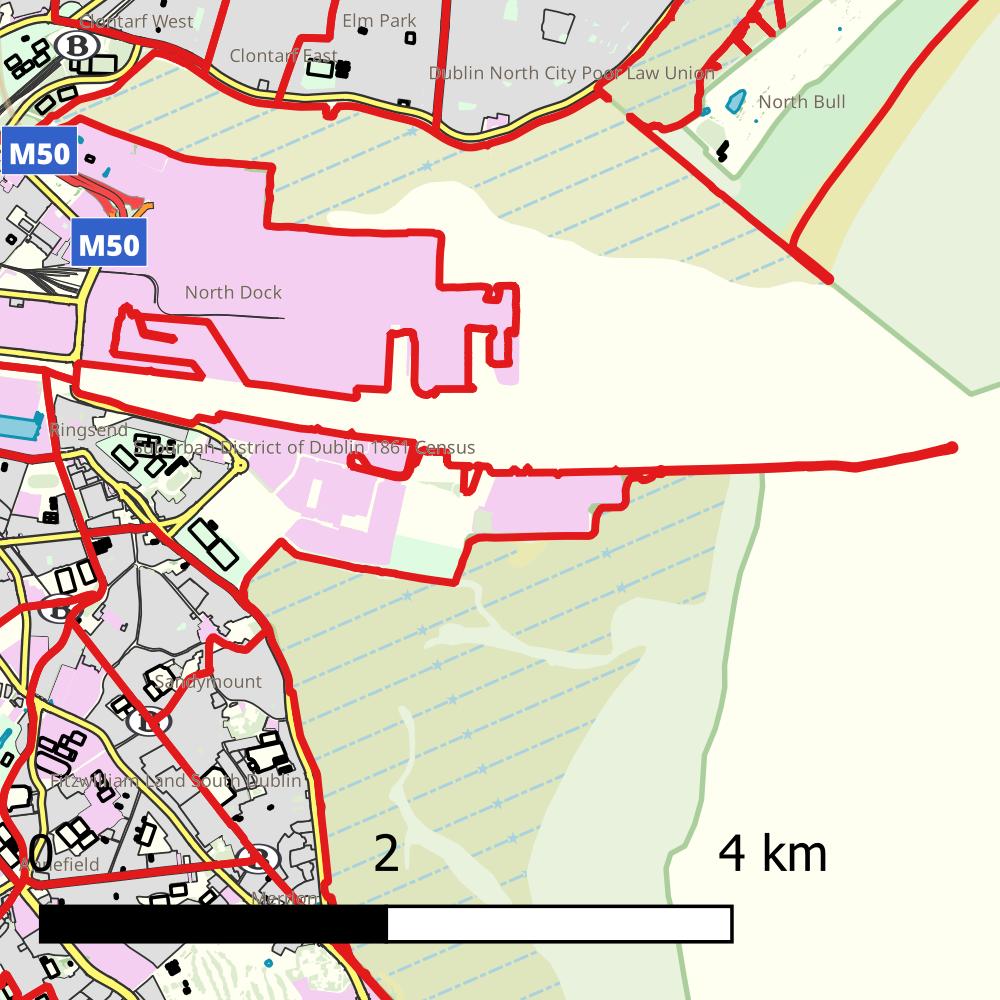 Clontarf West
Elm Park
B
Clontarf East
Dublin North City Poor Law Union
North Bull
M50
M50
North Dock
Ringsend
Suburban District of Dublin 1861 Census
B
Sandymount
B
Fitzwilliam Land South Dublin
0
2
4 km
B
Merrion